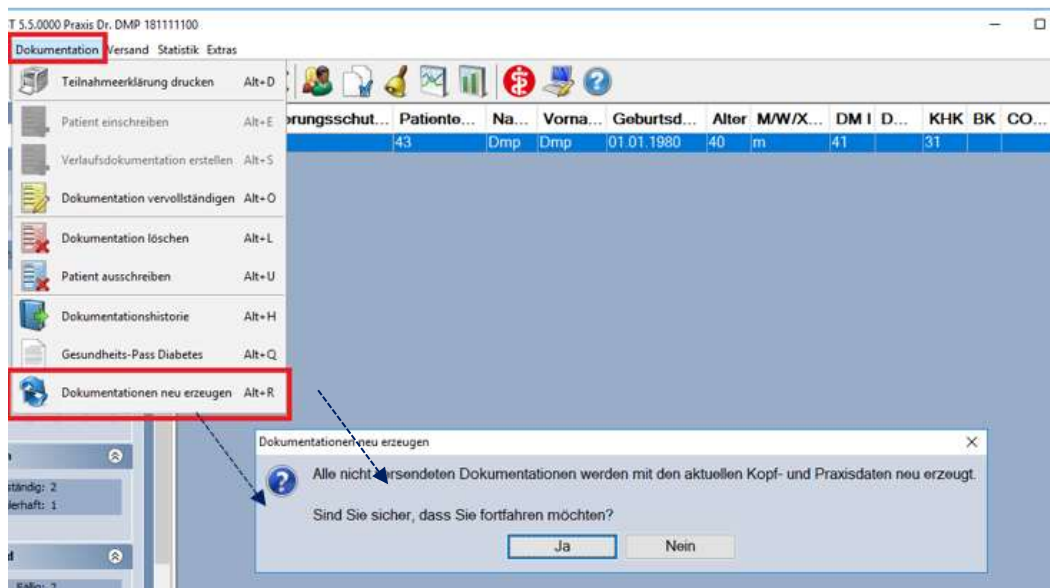 T 5.5.0000 Praxis Dr. DMP 181111100
Dokumentation Versand Statistik Extras
Teilnahmeerklärung drucken Alt+D
Patient einschreiben Alt+E
Verlaufsdokumentation erstellen Alt+S
Dokumentation vervollständigen Alt+O
Dokumentation löschen Alt+L
Patient ausschreiben Alt+U
Dokumentationshistorie Alt+H
Gesundheits-Pass Diabetes Alt+Q
Dokumentationen neu erzeugen Alt+R
rungsschut... Patiente... Na... Vorna... Geburtsd... Alter M/W/X... DM I D... KHK BK CO...
43 Dmp Dmp 01.01.1980 40 m 41 31
ständig: 2
lerhaft: 1
Fällig: 2
Dokumentationen neu erzeugen
Alle nicht versendeten Dokumentationen werden mit den aktuellen Kopf- und Praxisdaten neu erzeugt.
Sind Sie sicher, dass Sie fortfahren möchten?
Ja Nein